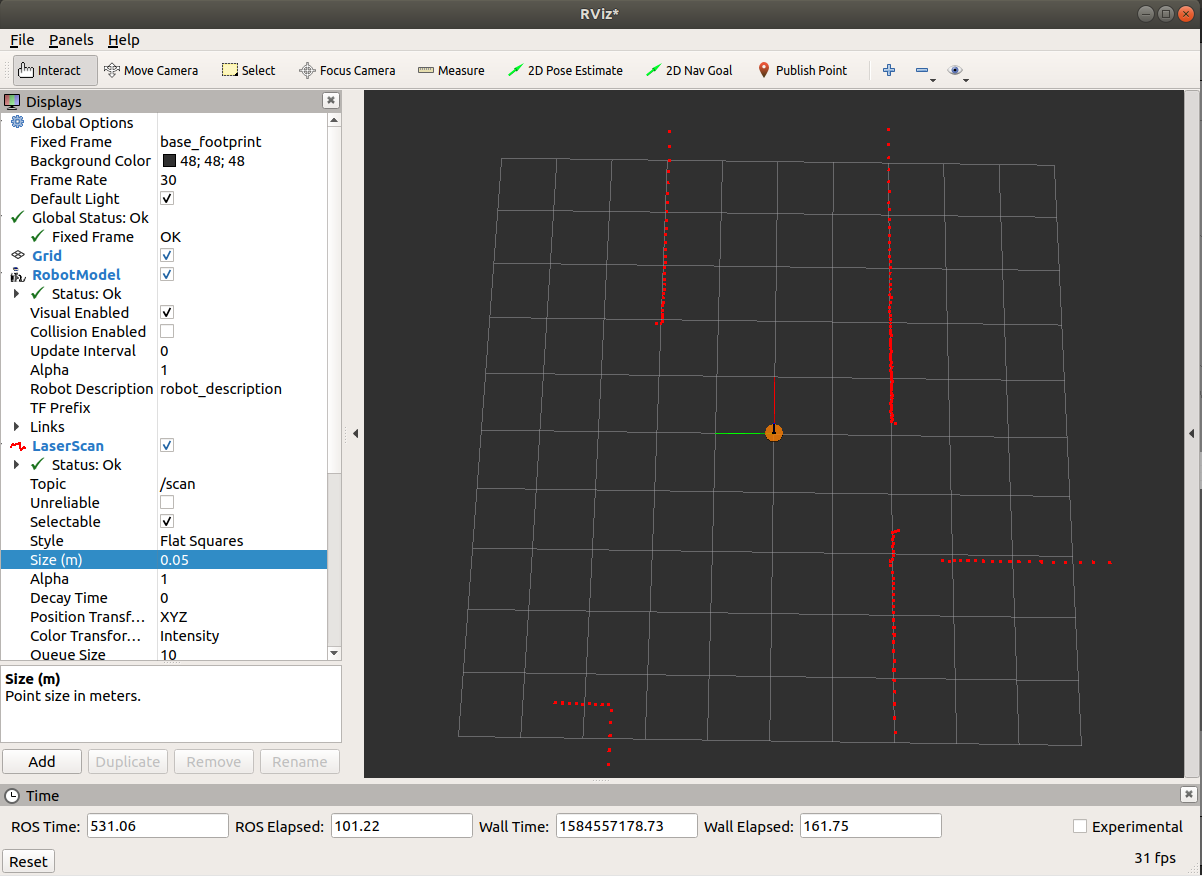 RViz*
File Panels Help
Interact Move Camera Select Focus Camera Measure 2D Pose Estimate 2D Nav Goal Publish Point
Displays
Global Options
Fixed Frame base_footprint
Background Color 48; 48; 48
Frame Rate 30
Default Light
Global Status: Ok
Fixed Frame OK
Grid
RobotModel
Status: Ok
Visual Enabled
Collision Enabled
Update Interval 0
Alpha 1
Robot Description robot_description
TF Prefix
Links
LaserScan
Status: Ok
Topic /scan
Unreliable
Selectable
Style Flat Squares
Size (m) 0.05
Alpha 1
Decay Time 0
Position Transf... XYZ
Color Transfor... Intensity
Queue Size 10
Size (m)
Point size in meters.
Add Duplicate Remove Rename
Time
ROS Time: 531.06 ROS Elapsed: 101.22 Wall Time: 1584557178.73 Wall Elapsed: 161.75 Experimental
Reset 31 fps